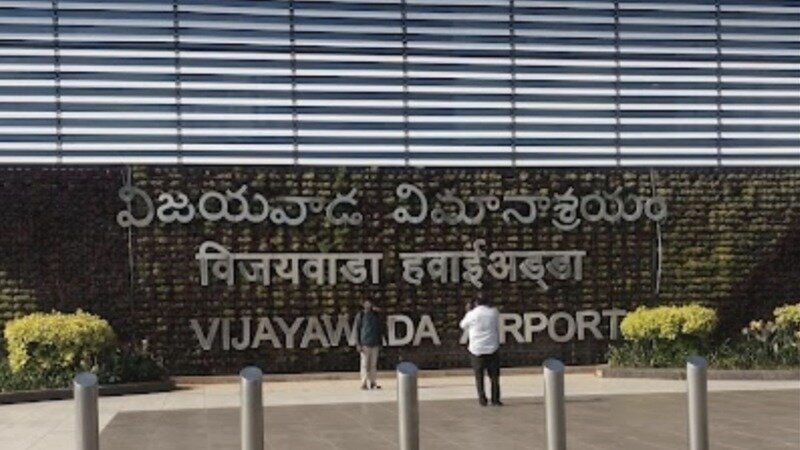 విజయవాడ విమానాశ్రయం
विजयवाडा हवाईअड्डा
VIJAYAWADA AIRPORT